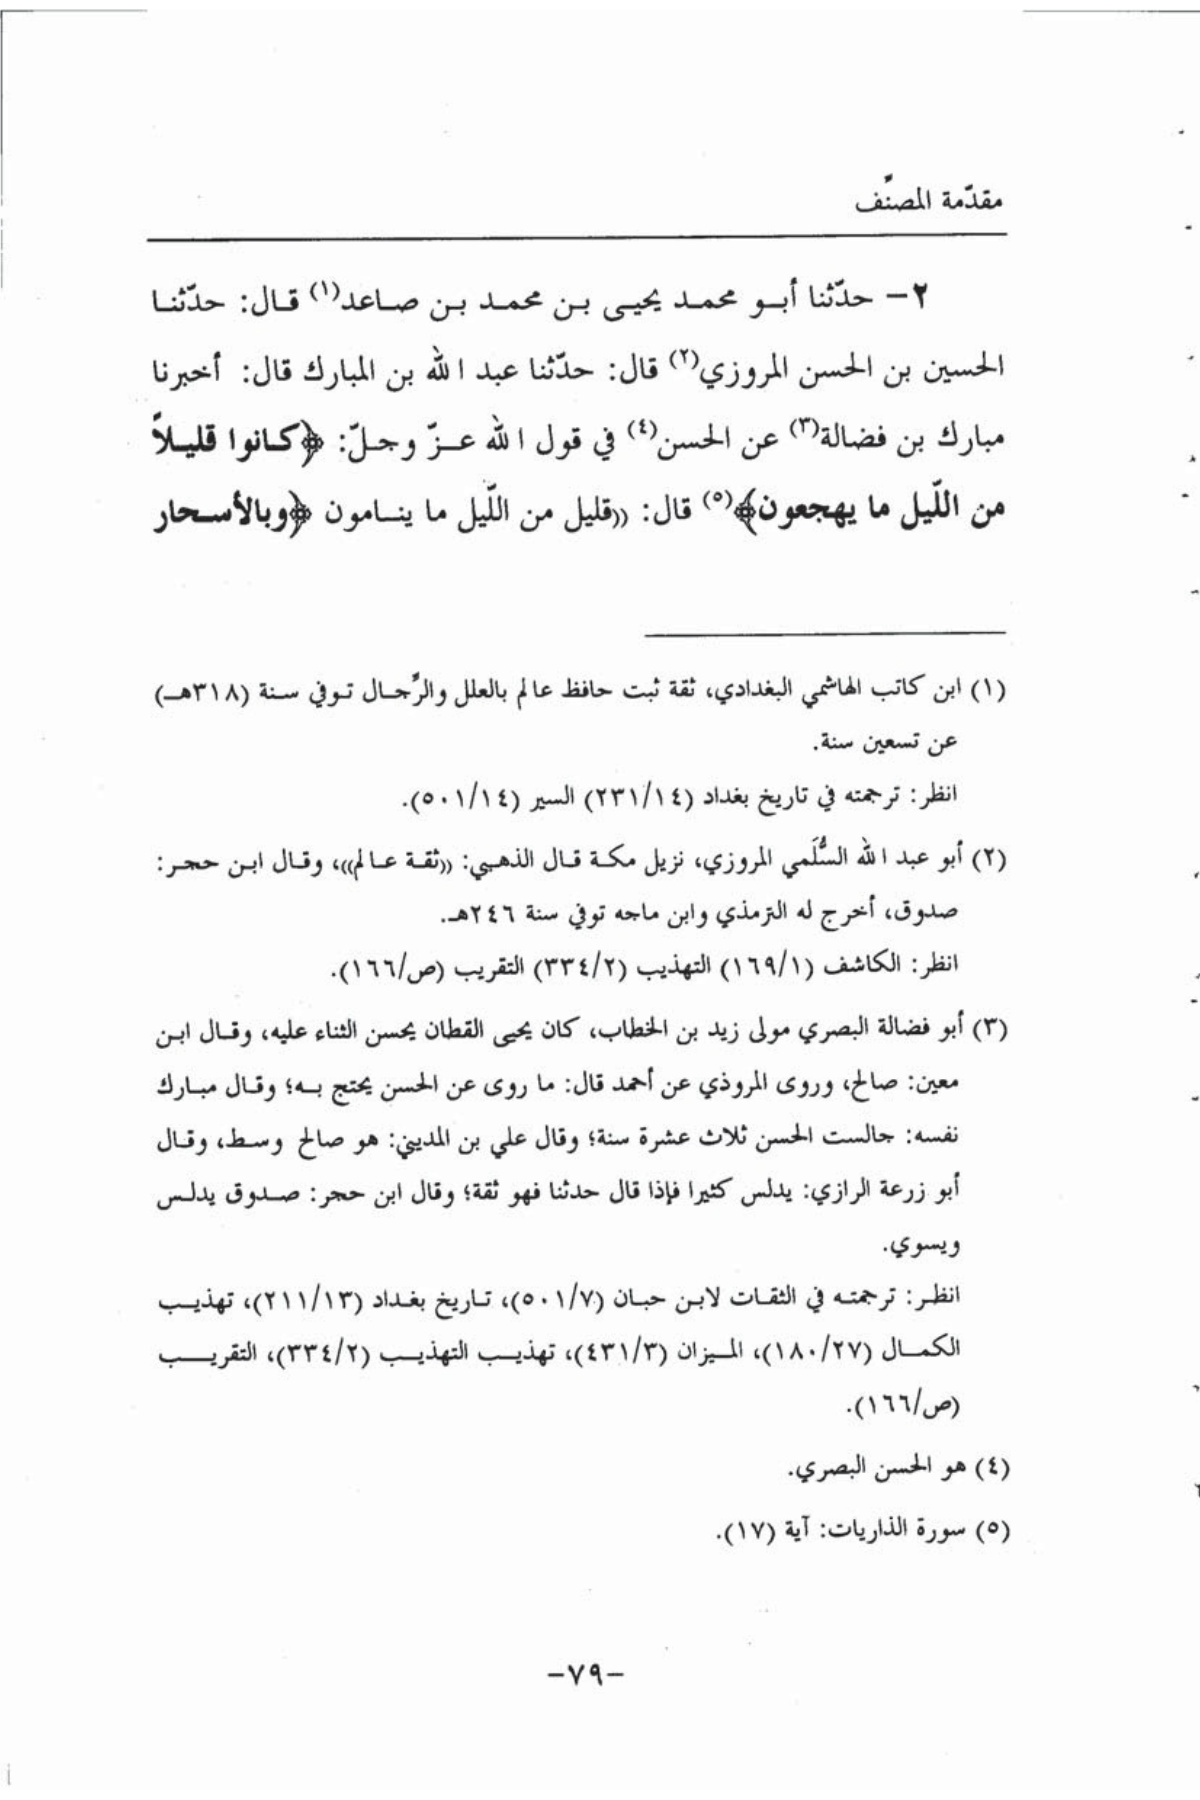 مقدّمة المصنِّف
٢- حدّثنا أبو محمد يحيى بن محمد بن صاعد(١) قال: حدّثنا
الحسين بن الحسن المروزي(٢) قال: حدّثنا عبد الله بن المبارك قال: أخبرنا
مبارك بن فضالة(٣) عن الحسن(٤) في قول الله عزّ وجلّ: ﴿كانوا قليلاً
من اللّيل ما يهجعون﴾(٥) قال: ((قليل من اللّيل ما ينامون ﴿وبالأسحار
(١) ابن كاتب الهاشمي البغدادي، ثقة ثبت حافظ عالم بالعلل والرِّجال توفي سنة (٣١٨هـ)
عن تسعين سنة.
انظر: ترجمته في تاريخ بغداد (٢٣١/١٤) السير (٥٠١/١٤).
(٢) أبو عبد الله السُّلَمي المروزي، نزيل مكة قال الذهبي: ((ثقة عالم))، وقال ابن حجر:
صدوق، أخرج له الترمذي وابن ماجه توفي سنة ٢٤٦هـ.
انظر: الكاشف (١٦٩/١) التهذيب (٣٣٤/٢) التقريب (ص/١٦٦).
(٣) أبو فضالة البصري مولى زيد بن الخطاب، كان يحيى القطان يحسن الثناء عليه، وقال ابن
معين: صالح، وروى المروذي عن أحمد قال: ما روى عن الحسن يحتج به؛ وقال مبارك
نفسه: جالست الحسن ثلاث عشرة سنة؛ وقال علي بن المديني: هو صالح وسط، وقال
أبو زرعة الرازي: يدلس كثيرا فإذا قال حدثنا فهو ثقة؛ وقال ابن حجر: صدوق يدلس
ويسوي.
انظر: ترجمته في الثقات لابن حبان (٥٠١/٧)، تاريخ بغداد (٢١١/١٣)، تهذيب
الكمال (١٨٠/٢٧)، الميزان (٤٣١/٣)، تهذيب التهذيب (٣٣٤/٢)، التقريب
(ص/١٦٦).
(٤) هو الحسن البصري.
(٥) سورة الذاريات: آية (١٧).
-٧٩-